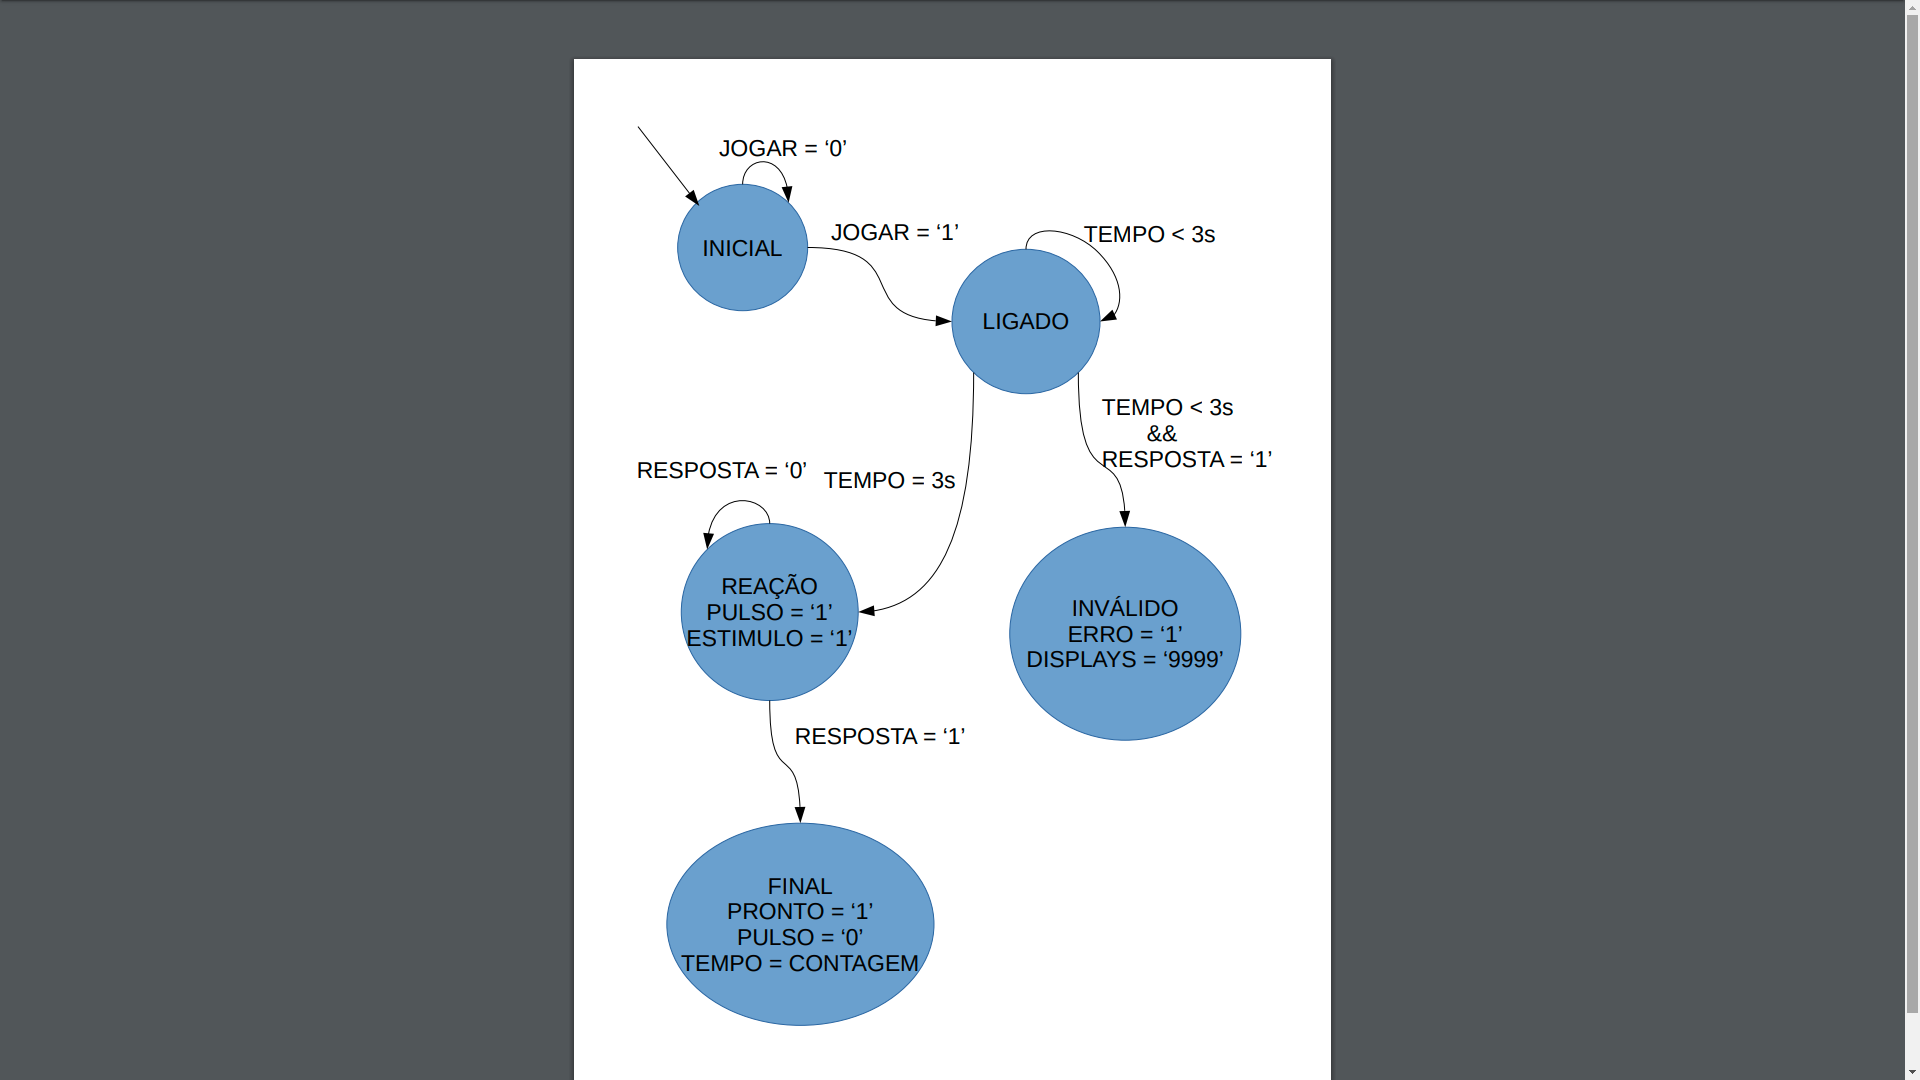 JOGAR = ‘0’
JOGAR = ‘1’
INICIAL
TEMPO < 3s
LIGADO
TEMPO < 3s
&&
RESPOSTA = ‘1’
RESPOSTA = ‘0’
TEMPO = 3s
REAÇÃO
PULSO = ‘1’
ESTIMULO = ‘1’
INVÁLIDO
ERRO = ‘1’
DISPLAYS = ‘9999’
RESPOSTA = ‘1’
FINAL
PRONTO = ‘1’
PULSO = ‘0’
TEMPO = CONTAGEM